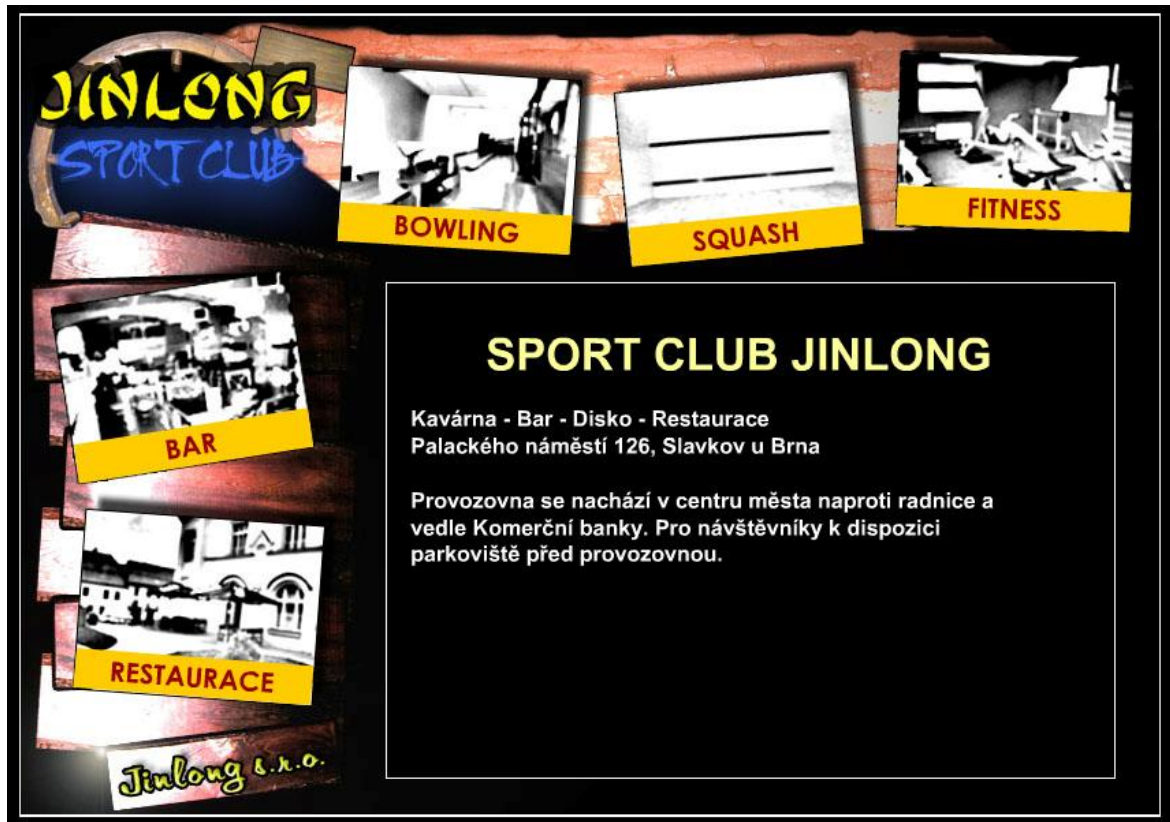 JINLONG
SPORT CLUB
BOWLING
SQUASH
FITNESS
BAR
RESTAURACE
Jinlong s.r.o.
SPORT CLUB JINLONG
Kavárna - Bar - Disko - Restaurace
Palackého náměstí 126, Slavkov u Brna
Provozovna se nachází v centru města naproti radnice a
vedle Komerční banky. Pro návštěvníky k dispozici
parkoviště před provozovnou.